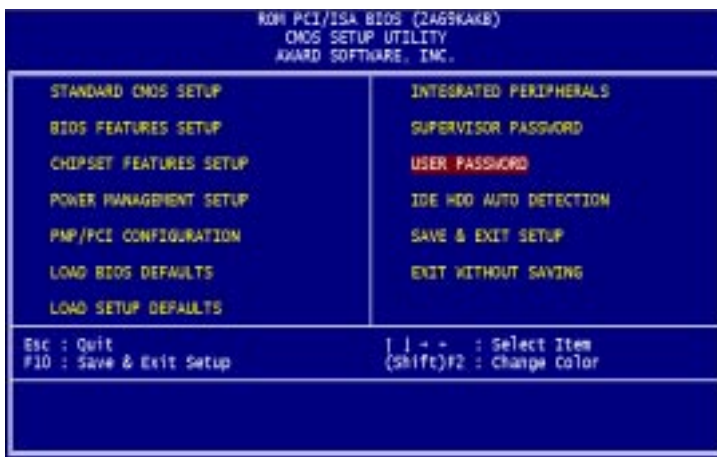 ROM PCI/ISA BIOS (2A69KAKB)
CMOS SETUP UTILITY
AWARD SOFTWARE, INC.
STANDARD CMOS SETUP
BIOS FEATURES SETUP
CHIPSET FEATURES SETUP
POWER MANAGEMENT SETUP
PNP/PCI CONFIGURATION
LOAD BIOS DEFAULTS
LOAD SETUP DEFAULTS
INTEGRATED PERIPHERALS
SUPERVISOR PASSWORD
USER PASSWORD
IDE HDD AUTO DETECTION
SAVE & EXIT SETUP
EXIT WITHOUT SAVING
Esc : Quit
F10 : Save & Exit Setup
↑ ↓ → ← : Select Item
(Shift)F2 : Change Color